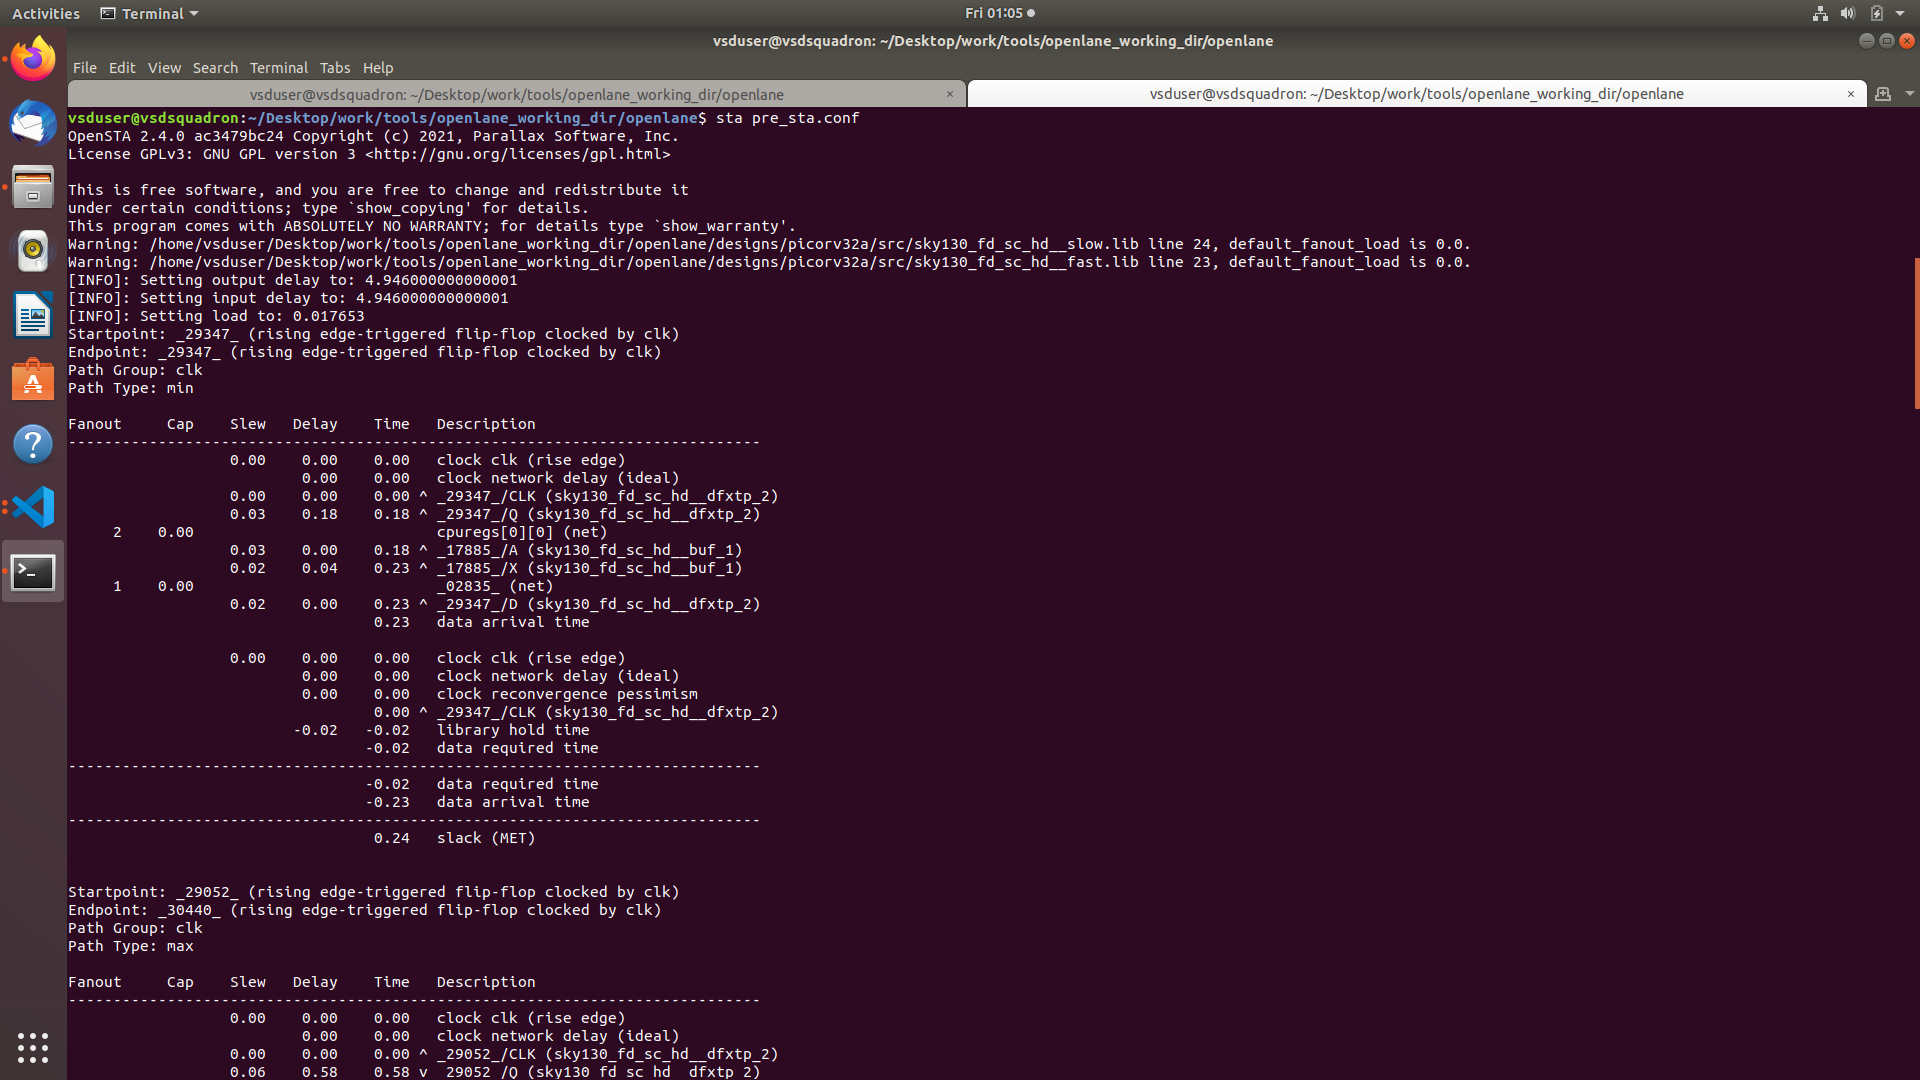 Activities Terminal Fri 01:05
vsduser@vsdsquadron: ~/Desktop/work/tools/openlane_working_dir/openlane
File Edit View Search Terminal Tabs Help
vsduser@vsdsquadron: ~/Desktop/work/tools/openlane_working_dir/openlane × vsduser@vsdsquadron: ~/Desktop/work/tools/openlane_working_dir/openlane ×
vsduser@vsdsquadron:~/Desktop/work/tools/openlane_working_dir/openlane$ sta pre_sta.conf
OpenSTA 2.4.0 ac3479bc24 Copyright (c) 2021, Parallax Software, Inc.
License GPLv3: GNU GPL version 3 <http://gnu.org/licenses/gpl.html>

This is free software, and you are free to change and redistribute it
under certain conditions; type `show_copying' for details.
This program comes with ABSOLUTELY NO WARRANTY; for details type `show_warranty'.
Warning: /home/vsduser/Desktop/work/tools/openlane_working_dir/openlane/designs/picorv32a/src/sky130_fd_sc_hd__slow.lib line 24, default_fanout_load is 0.0.
Warning: /home/vsduser/Desktop/work/tools/openlane_working_dir/openlane/designs/picorv32a/src/sky130_fd_sc_hd__fast.lib line 23, default_fanout_load is 0.0.
[INFO]: Setting output delay to: 4.946000000000001
[INFO]: Setting input delay to: 4.946000000000001
[INFO]: Setting load to: 0.017653
Startpoint: _29347_ (rising edge-triggered flip-flop clocked by clk)
Endpoint: _29347_ (rising edge-triggered flip-flop clocked by clk)
Path Group: clk
Path Type: min

Fanout     Cap    Slew   Delay    Time   Description
-----------------------------------------------------------------------------
                  0.00    0.00    0.00   clock clk (rise edge)
                          0.00    0.00   clock network delay (ideal)
                  0.00    0.00    0.00 ^ _29347_/CLK (sky130_fd_sc_hd__dfxtp_2)
                  0.03    0.18    0.18 ^ _29347_/Q (sky130_fd_sc_hd__dfxtp_2)
     2    0.00                           cpuregs[0][0] (net)
                  0.03    0.00    0.18 ^ _17885_/A (sky130_fd_sc_hd__buf_1)
                  0.02    0.04    0.23 ^ _17885_/X (sky130_fd_sc_hd__buf_1)
     1    0.00                           _02835_ (net)
                  0.02    0.00    0.23 ^ _29347_/D (sky130_fd_sc_hd__dfxtp_2)
                                  0.23   data arrival time

                  0.00    0.00    0.00   clock clk (rise edge)
                          0.00    0.00   clock network delay (ideal)
                          0.00    0.00   clock reconvergence pessimism
                                  0.00 ^ _29347_/CLK (sky130_fd_sc_hd__dfxtp_2)
                         -0.02   -0.02   library hold time
                                 -0.02   data required time
-----------------------------------------------------------------------------
                                 -0.02   data required time
                                 -0.23   data arrival time
-----------------------------------------------------------------------------
                                  0.24   slack (MET)

Startpoint: _29052_ (rising edge-triggered flip-flop clocked by clk)
Endpoint: _30440_ (rising edge-triggered flip-flop clocked by clk)
Path Group: clk
Path Type: max

Fanout     Cap    Slew   Delay    Time   Description
-----------------------------------------------------------------------------
                  0.00    0.00    0.00   clock clk (rise edge)
                          0.00    0.00   clock network delay (ideal)
                  0.00    0.00    0.00 ^ _29052_/CLK (sky130_fd_sc_hd__dfxtp_2)
                  0.06    0.58    0.58 v _29052_/Q (sky130_fd_sc_hd__dfxtp_2)